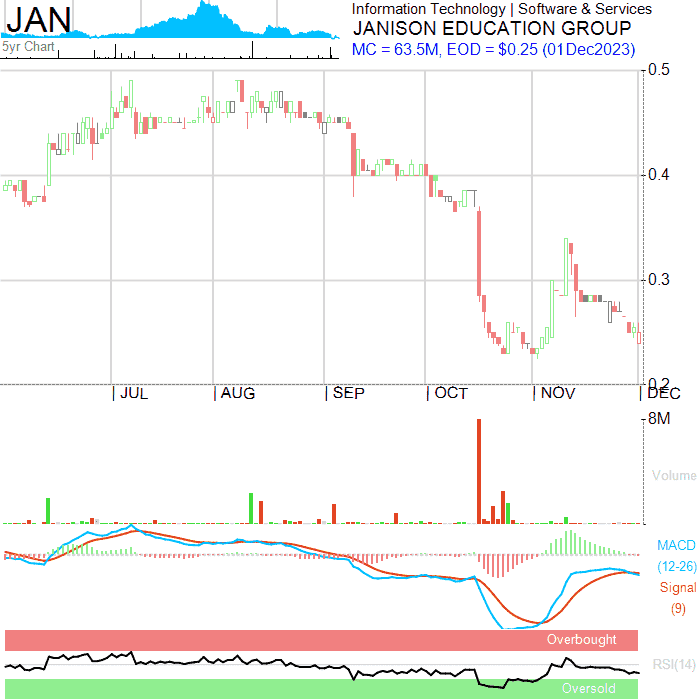 JAN
5yr Chart
Information Technology | Software & Services
JANISON EDUCATION GROUP
MC = 63.5M, EOD = $0.25 (01Dec2023)
0.5
0.4
0.3
0.2
JUL AUG SEP OCT NOV DEC
8M
Volume
MACD
(12-26)
Signal
(9)
Overbought
RSI(14)
Oversold